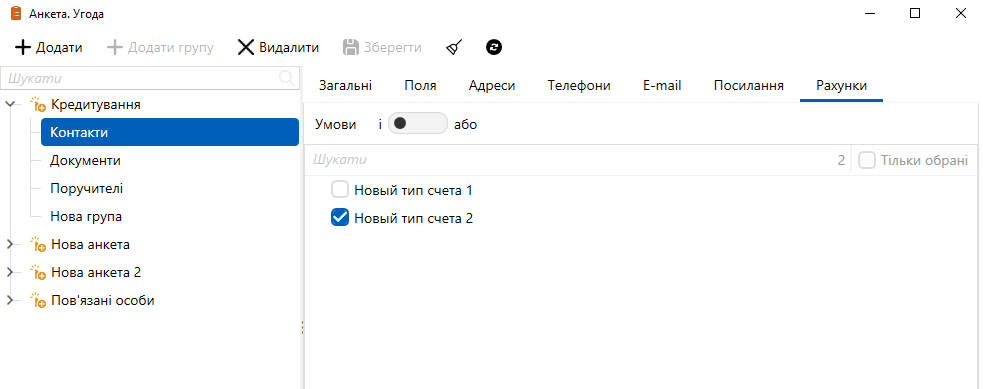 Анкета. Угода
Додати Додати групу Видалити Зберегти
Шукати
Кредитування
Контакти
Документи
Поручителі
Нова група
Нова анкета
Нова анкета 2
Пов'язані особи
Загальні Поля Адреси Телефони E-mail Посилання Рахунки
Умови і або
Шукати 2 Тільки обрані
Новый тип счета 1
Новый тип счета 2